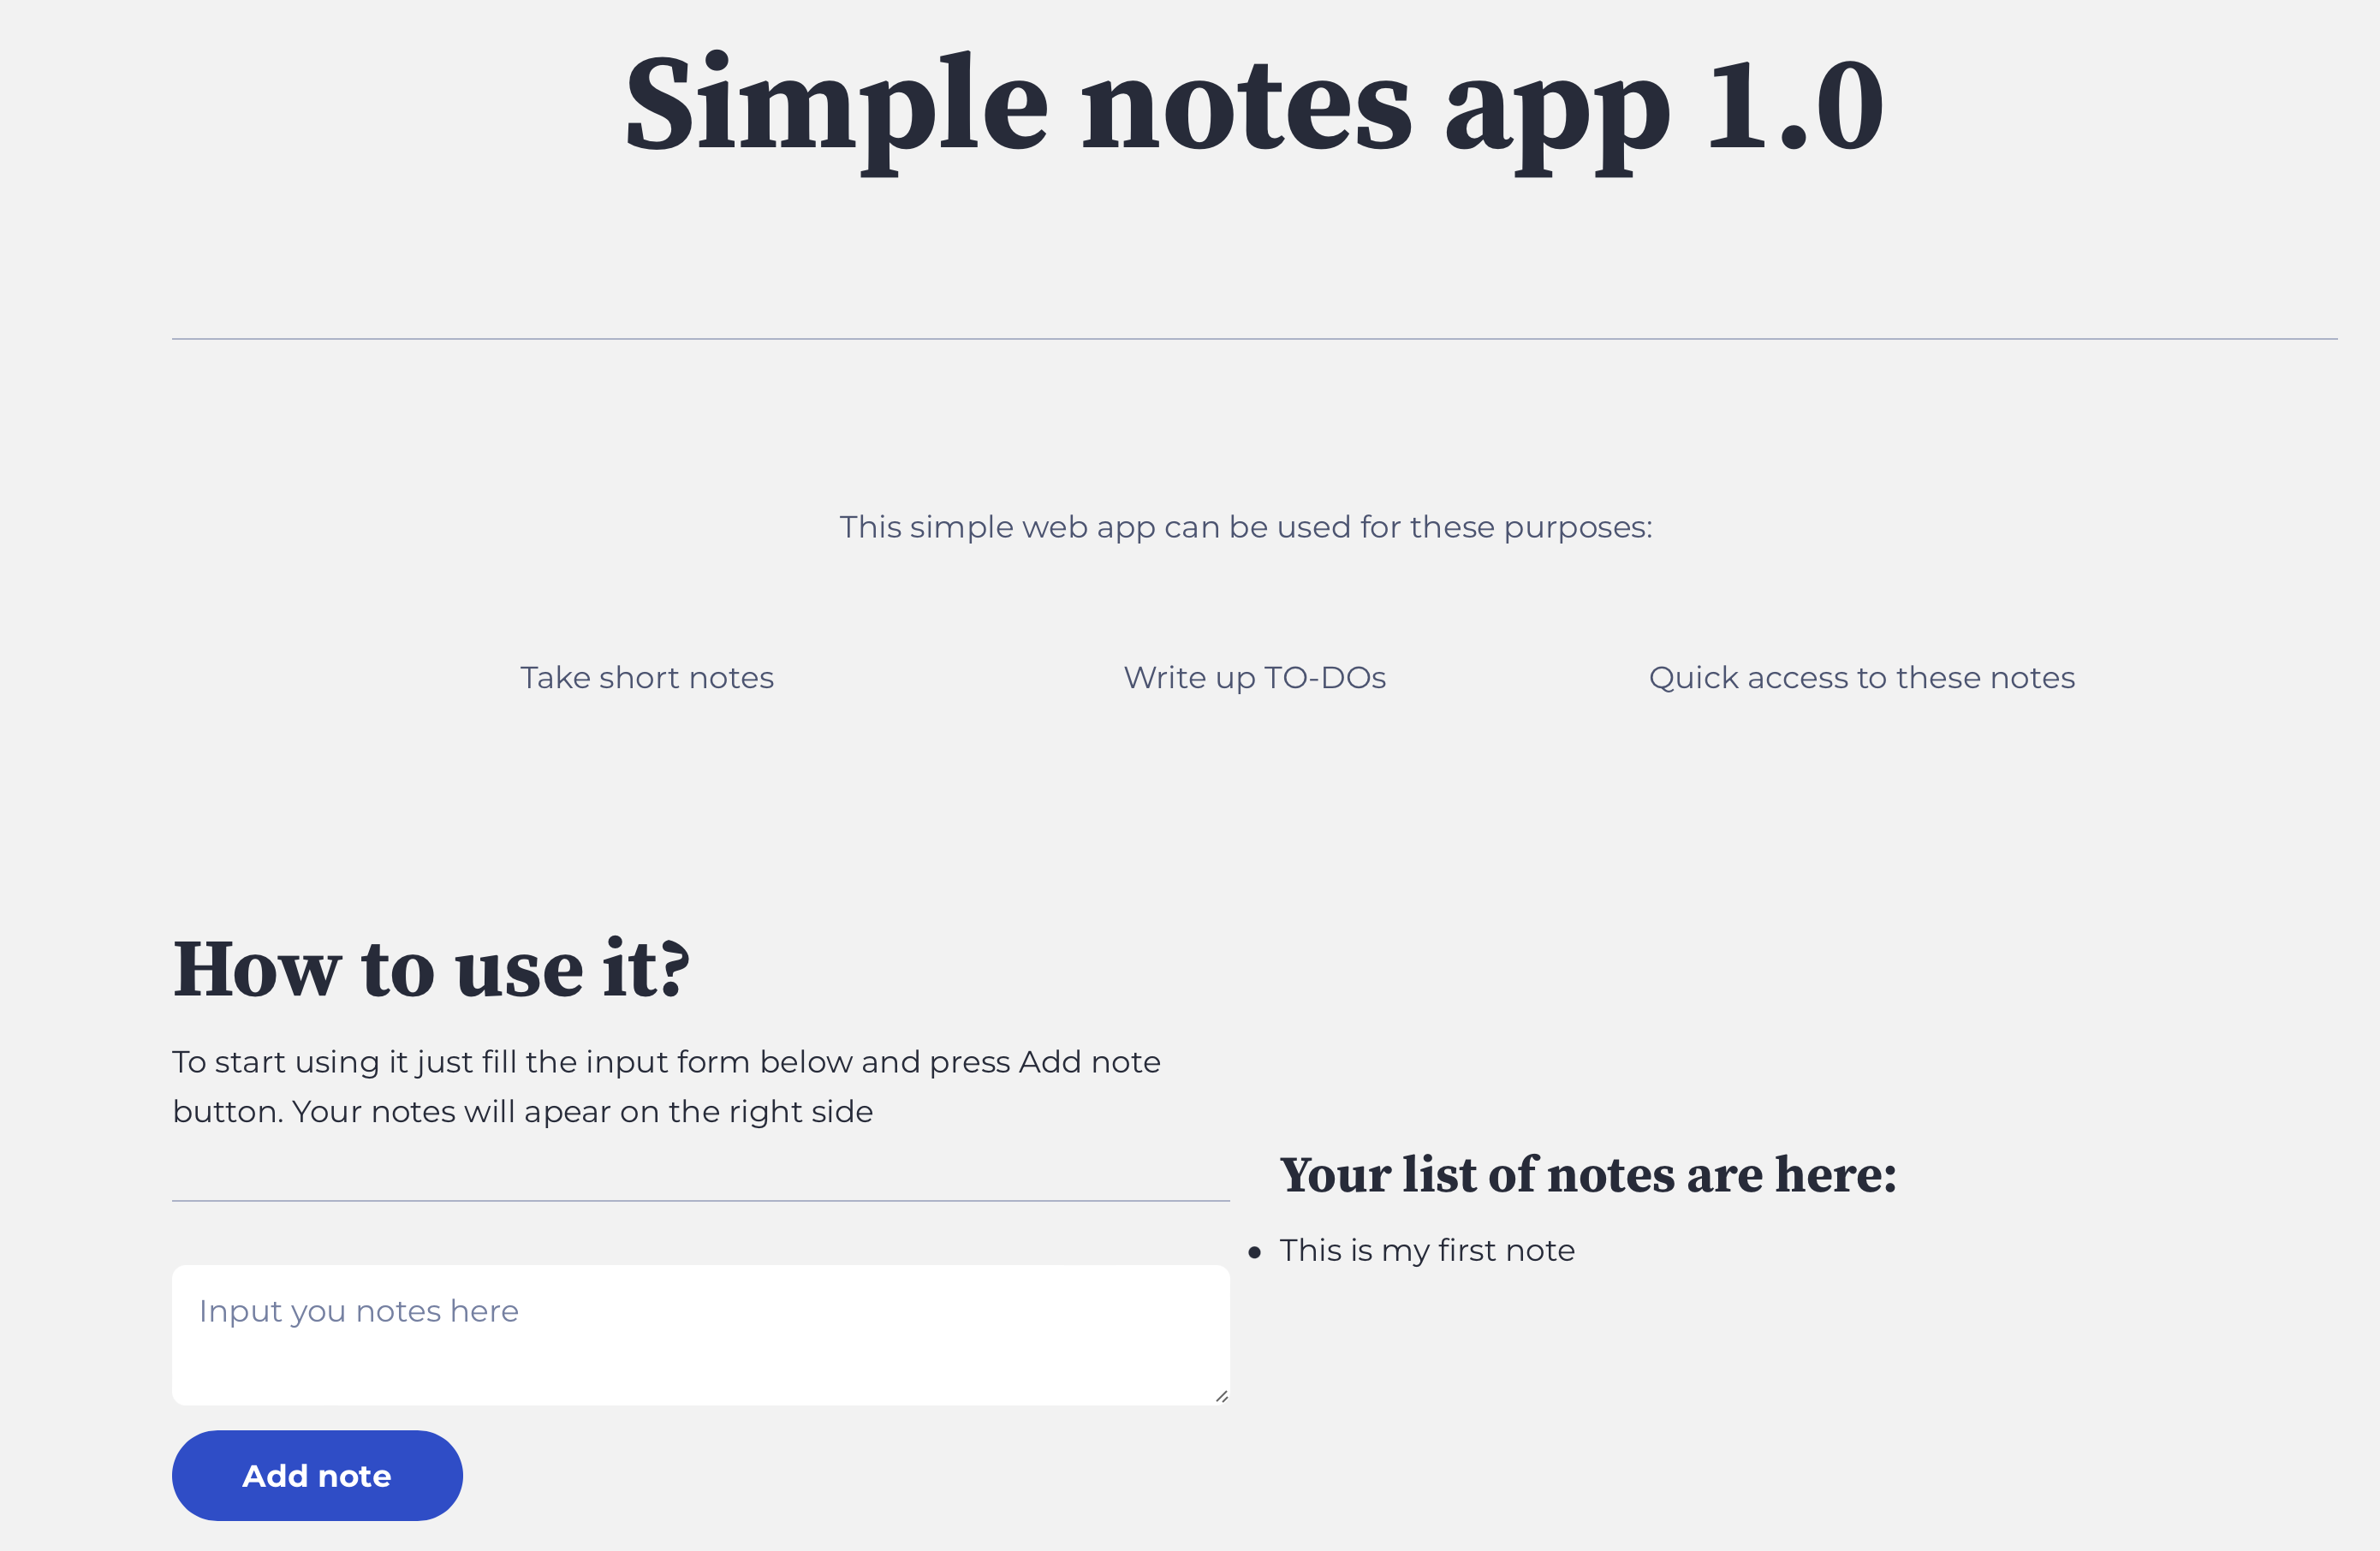 Simple notes app 1.0
This simple web app can be used for these purposes:
Take short notes
Write up TO-DOs
Quick access to these notes
How to use it?
To start using it just fill the input form below and press Add note
button. Your notes will apear on the right side
Input you notes here
Add note
Your list of notes are here:
This is my first note